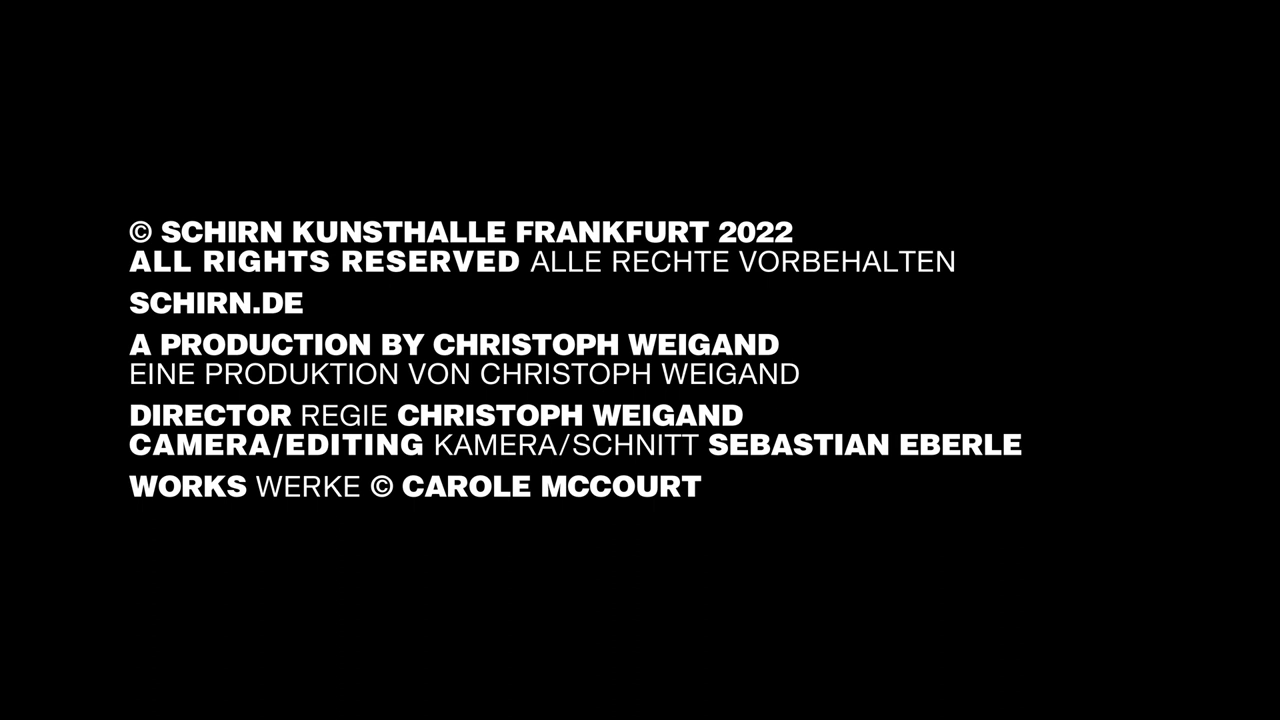 © SCHIRN KUNSTHALLE FRANKFURT 2022
ALL RIGHTS RESERVED ALLE RECHTE VORBEHALTEN
SCHIRN.DE
A PRODUCTION BY CHRISTOPH WEIGAND
EINE PRODUKTION VON CHRISTOPH WEIGAND
DIRECTOR REGIE CHRISTOPH WEIGAND
CAMERA/EDITING KAMERA/SCHNITT SEBASTIAN EBERLE
WORKS WERKE © CAROLE MCCOURT